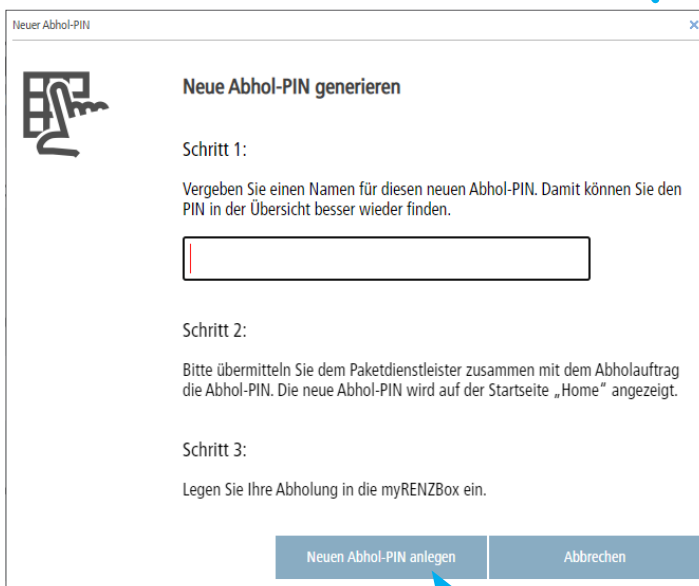 Neuer Abhol-PIN
Neue Abhol-PIN generieren
Schritt 1:
Vergeben Sie einen Namen für diesen neuen Abhol-PIN. Damit können Sie den
PIN in der Übersicht besser wieder finden.
Schritt 2:
Bitte übermitteln Sie dem Paketdienstleister zusammen mit dem Abholauftrag
die Abhol-PIN. Die neue Abhol-PIN wird auf der Startseite „Home“ angezeigt.
Schritt 3:
Legen Sie Ihre Abholung in die myRENZBox ein.
Neuen Abhol-PIN anlegen
Abbrechen